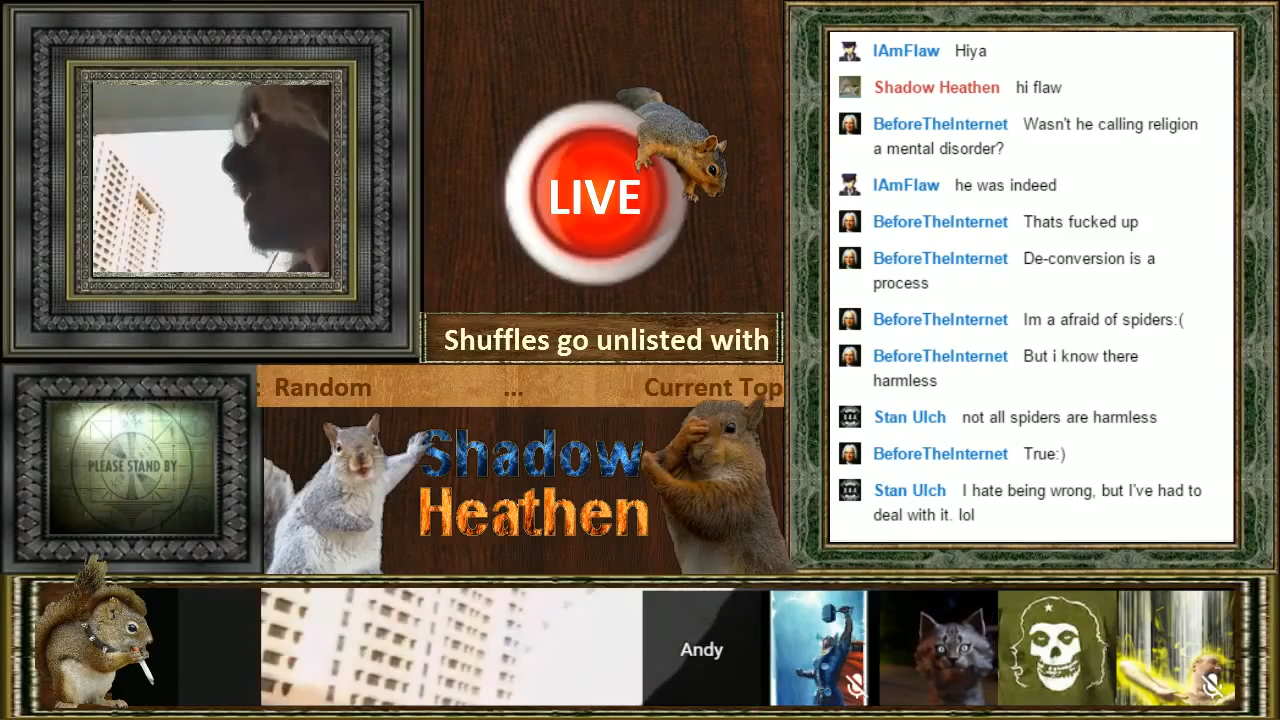 LIVE
Shuffles go unlisted with
: Random ... Current Top
PLEASE STAND BY
Shadow
Heathen
IAmFlaw Hiya
Shadow Heathen hi flaw
BeforeTheInternet Wasn't he calling religion
a mental disorder?
IAmFlaw he was indeed
BeforeTheInternet Thats fucked up
BeforeTheInternet De-conversion is a
process
BeforeTheInternet Im a afraid of spiders:(
BeforeTheInternet But i know there
harmless
Stan Ulch not all spiders are harmless
BeforeTheInternet True:)
Stan Ulch I hate being wrong, but I've had to
deal with it. lol
Andy